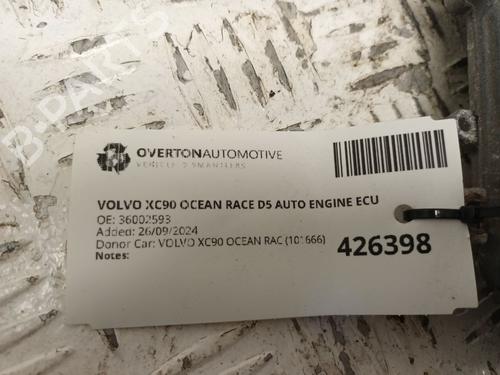 B-PARTS
OVERTONAUTOMOTIVE
VEHICLE DISMANTLERS
VOLVO XC90 OCEAN RACE D5 AUTO ENGINE ECU
OE: 36002593
Added: 26/09/2024
Donor Car: VOLVO XC90 OCEAN RAC (101666)
Notes:
426398